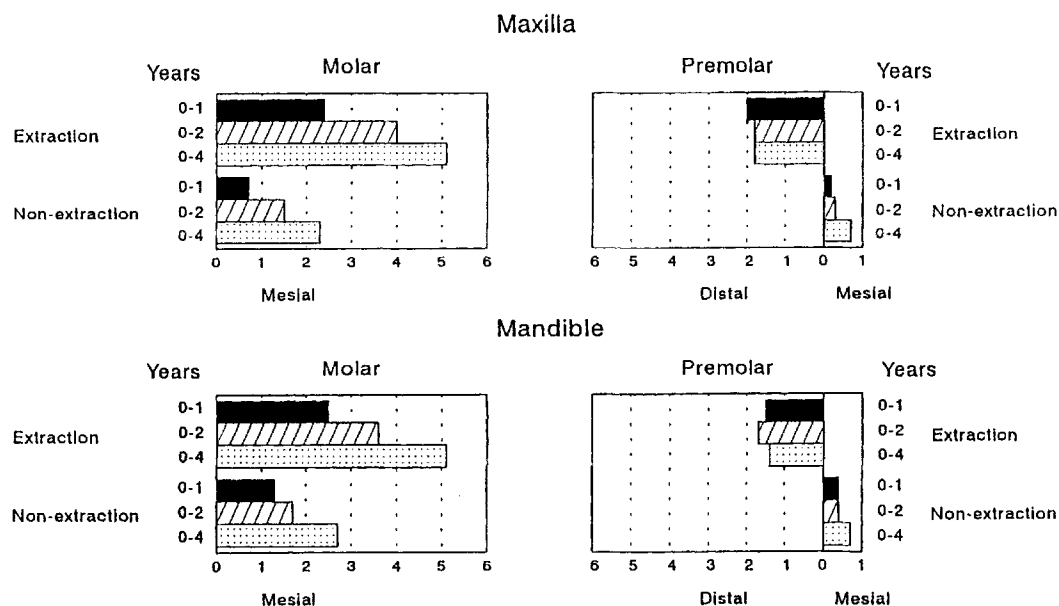 Maxilla
Years Molar Premolar Years
0-1 0-1
Extraction 0-2 0-2 Extraction
0-4 0-4
0-1 0-1
Non-extraction 0-2 0-2 Non-extraction
0-4 0-4
0 1 2 3 4 5 6 6 5 4 3 2 1 0 1
Mesial Distal Mesial
Mandible
Years Molar Premolar Years
0-1 0-1
Extraction 0-2 0-2 Extraction
0-4 0-4
0-1 0-1
Non-extraction 0-2 0-2 Non-extraction
0-4 0-4
0 1 2 3 4 5 6 6 5 4 3 2 1 0 1
Mesial Distal Mesial